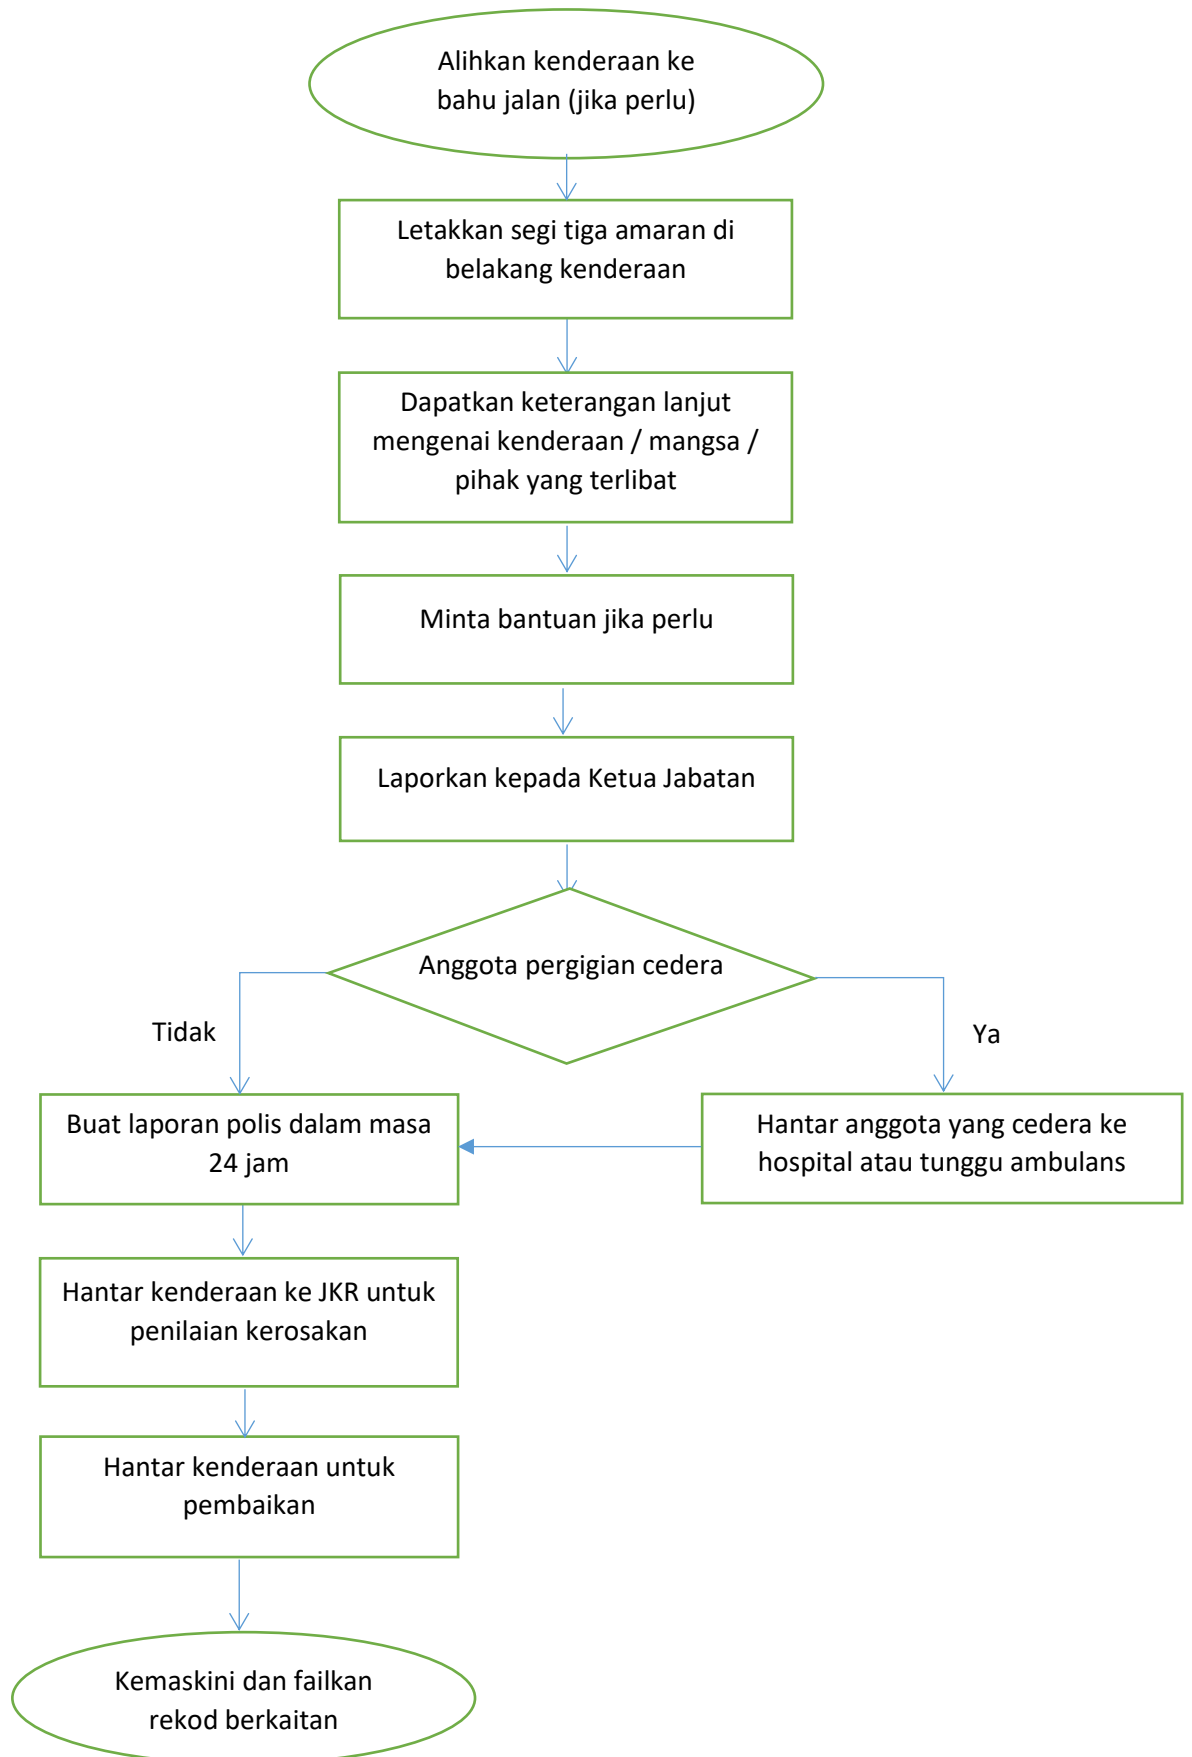 Alihkan kenderaan ke
bahu jalan (jika perlu)
Letakkan segi tiga amaran di
belakang kenderaan
Dapatkan keterangan lanjut
mengenai kenderaan / mangsa /
pihak yang terlibat
Minta bantuan jika perlu
Laporkan kepada Ketua Jabatan
Anggota pergigian cedera
Tidak
Ya
Buat laporan polis dalam masa
24 jam
Hantar anggota yang cedera ke
hospital atau tunggu ambulans
Hantar kenderaan ke JKR untuk
penilaian kerosakan
Hantar kenderaan untuk
pembaikan
Kemaskini dan failkan
rekod berkaitan